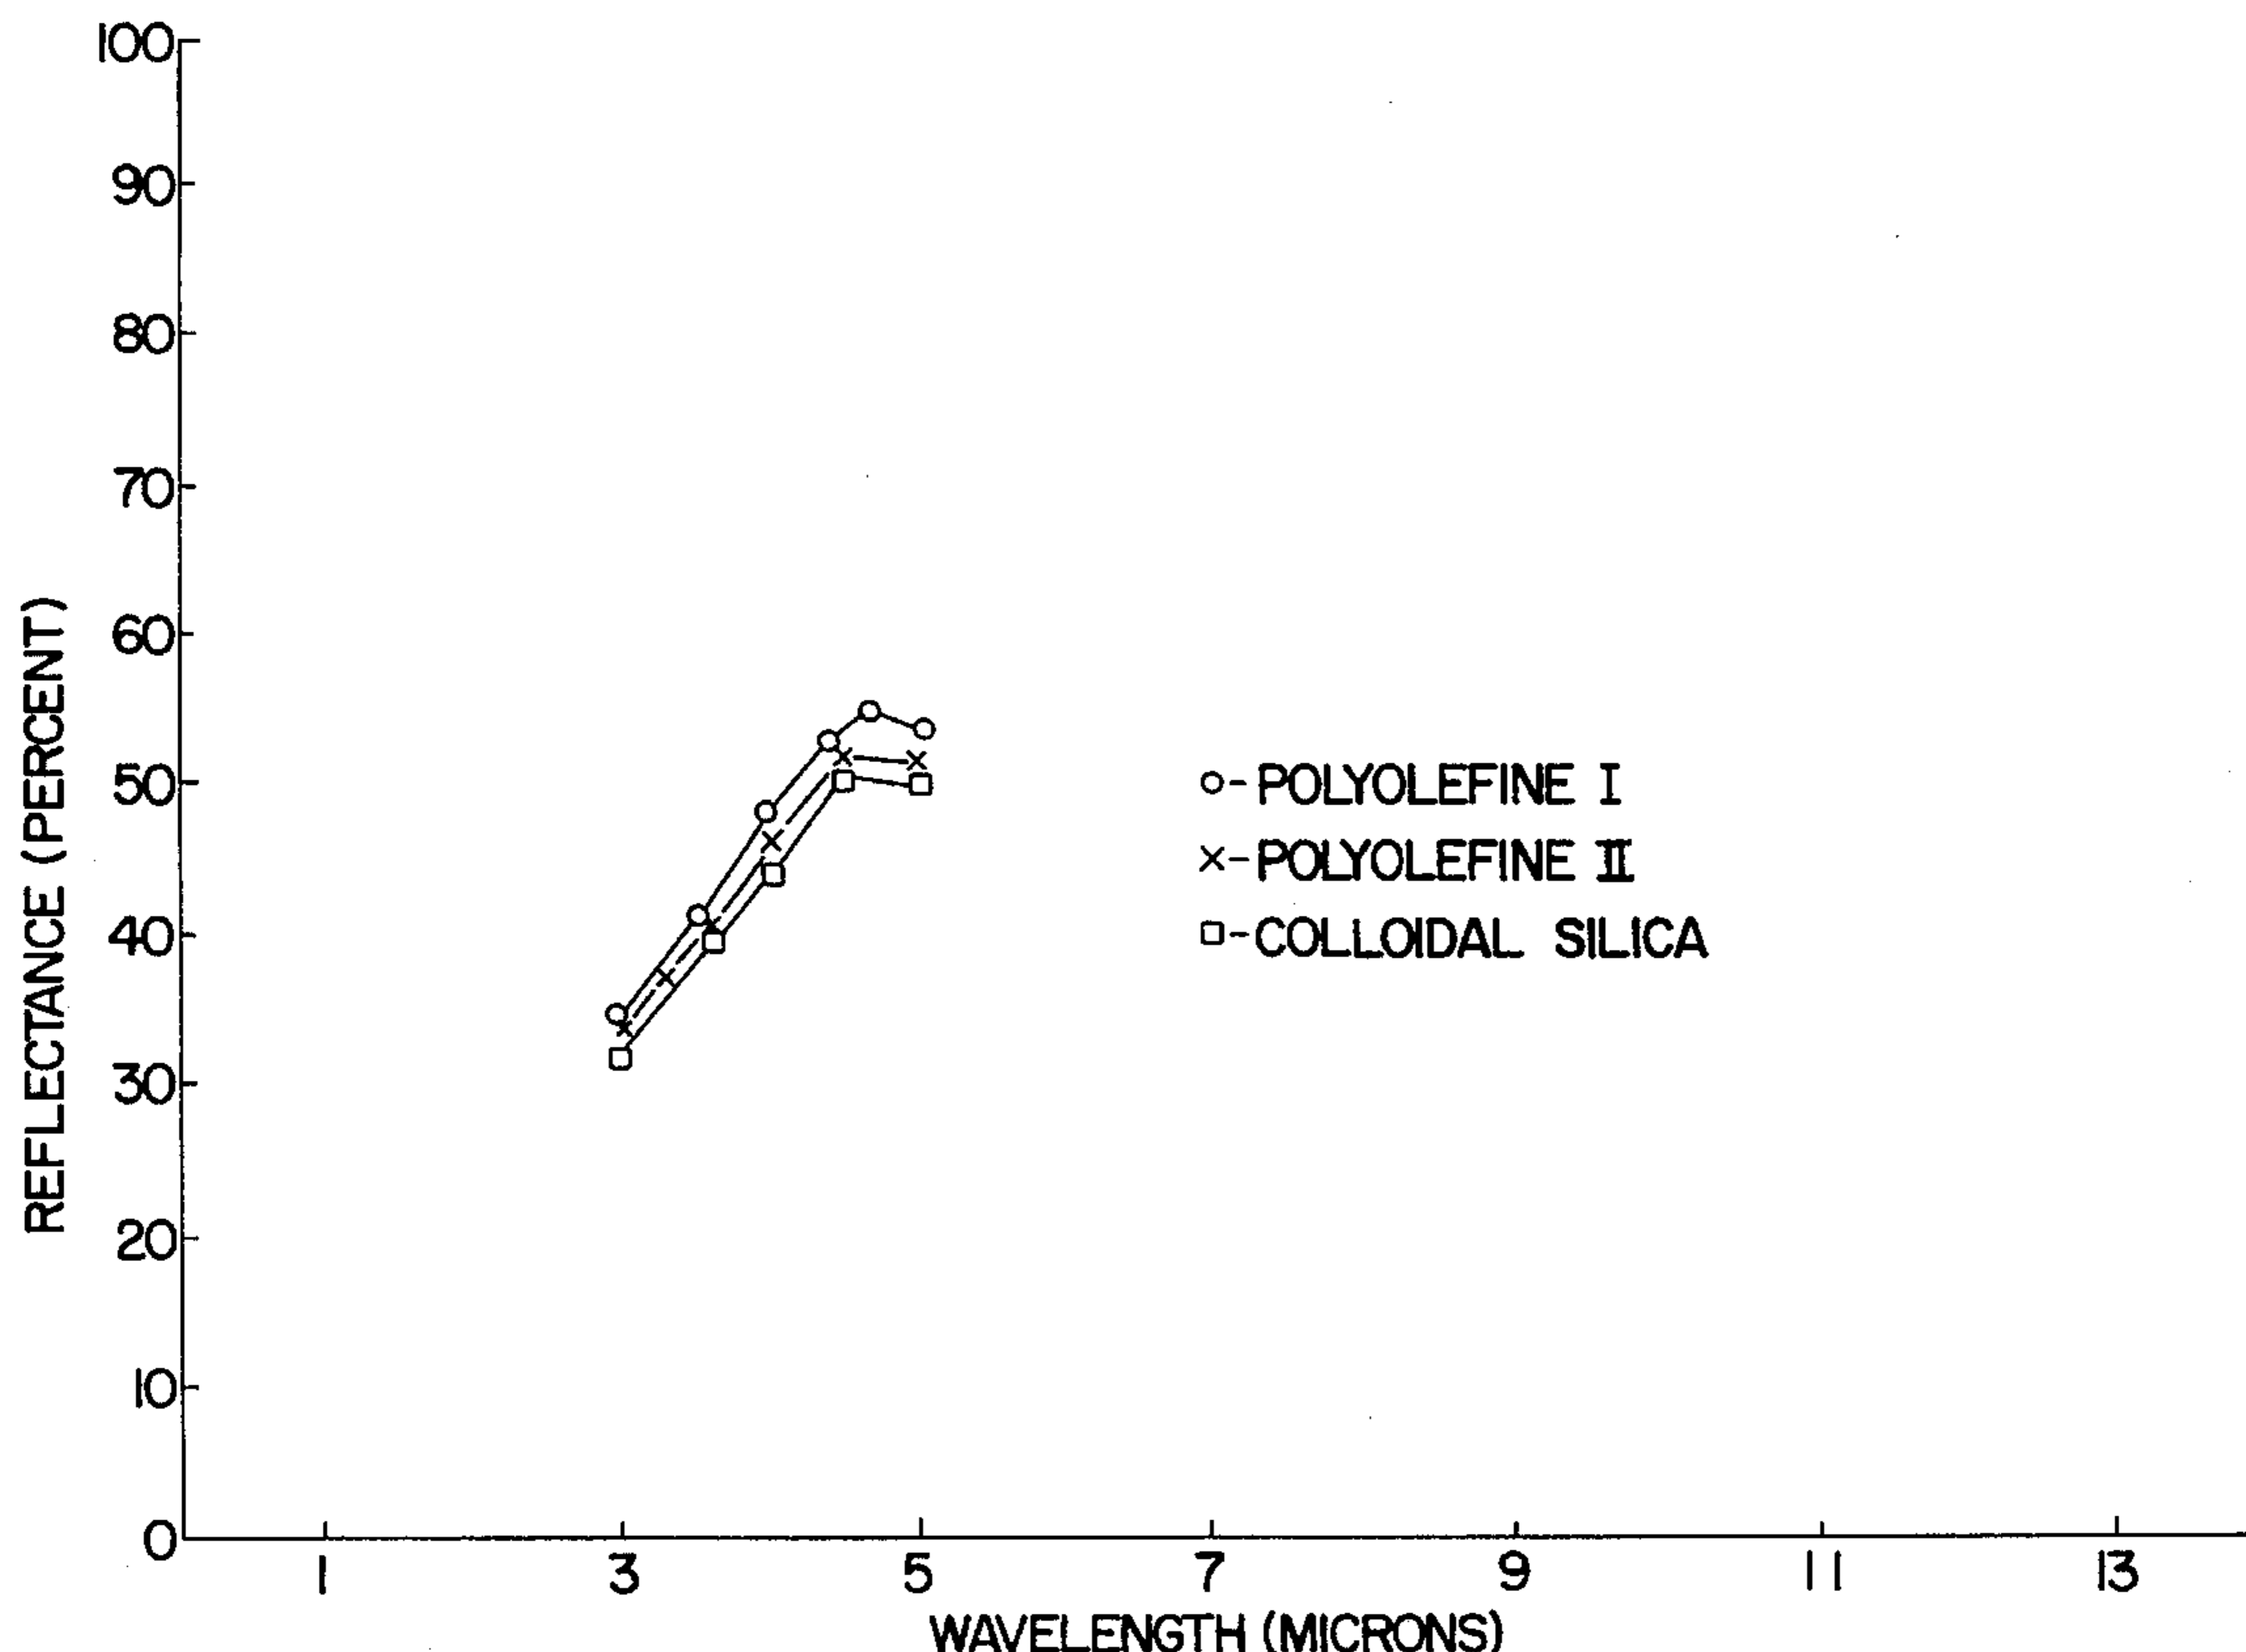 100
90
80
70
60
50
40
30
20
10
0
REFLECTANCE (PERCENT)
○- POLYOLEFINE I
×- POLYOLEFINE II
□- COLLOIDAL SILICA
1 3 5 7 9 11 13
WAVELENGTH (MICRONS)